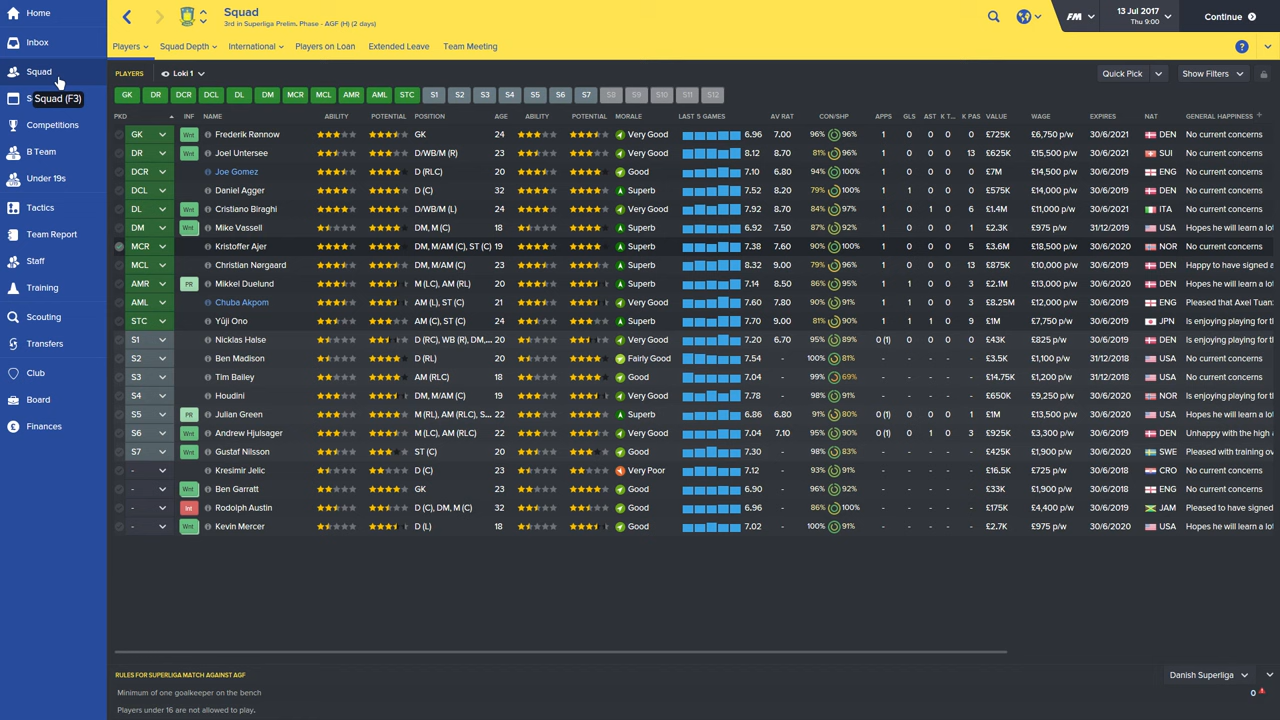 Home
Squad
3rd in Superliga Prelim. Phase - AGF (H) (2 days)
FM
13 Jul 2017
Thu 9:00
Continue
Inbox
Players Squad Depth International Players on Loan Extended Leave Team Meeting ?
Squad
PLAYERS Loki 1 Quick Pick Show Filters
Squad (F3)
GK DR DCR DCL DL DM MCR MCL AMR AML STC S1 S2 S3 S4 S5 S6 S7 S8 S9 S10 S11 S12
PKD INF NAME ABILITY POTENTIAL POSITION AGE ABILITY POTENTIAL MORALE LAST 5 GAMES AV RAT CON/SHP APPS GLS AST K T... K PAS VALUE WAGE EXPIRES NAT GENERAL HAPPINESS
GK Wnt Frederik Rønnow GK 24 Very Good 6.96 7.00 96% 96% 1 0 0 0 0 £725K £6,750 p/w 30/6/2021 DEN No current concerns
DR Wnt Joel Untersee D/WB/M (R) 23 Very Good 8.12 8.70 81% 96% 1 0 0 0 13 £625K £15,500 p/w 30/6/2021 SUI No current concerns
DCR Joe Gomez D (RLC) 20 Good 7.10 6.80 94% 100% 1 0 0 0 0 £7M £14,500 p/w 30/6/2019 ENG No current concerns
DCL Daniel Agger D (C) 32 Superb 7.52 8.20 79% 100% 1 1 0 0 0 £575K £14,000 p/w 30/6/2019 DEN No current concerns
DL Wnt Cristiano Biraghi D/WB/M (L) 24 Very Good 7.92 8.70 84% 97% 1 0 1 0 6 £1.4M £11,000 p/w 30/6/2021 ITA No current concerns
DM Wnt Mike Vassell DM, M (C) 18 Superb 6.92 7.50 87% 92% 1 0 0 0 1 £2.3K £975 p/w 31/12/2019 USA Hopes he will learn a lo
MCR Kristoffer Ajer DM, M/AM (C), ST (C) 19 Superb 7.38 7.60 90% 100% 1 0 0 0 5 £3.6M £18,500 p/w 30/6/2020 NOR No current concerns
MCL Christian Nørgaard DM, M/AM (C) 23 Superb 8.32 9.00 79% 96% 1 0 0 0 13 £875K £10,000 p/w 30/6/2020 DEN Happy to have signed a
AMR PR Mikkel Duelund M (LC), AM (RL) 20 Superb 7.14 8.50 86% 95% 1 1 0 0 3 £2.1M £13,000 p/w 30/6/2020 DEN No current concerns
AML Chuba Akpom AM (L), ST (C) 21 Very Good 7.60 7.80 90% 91% 1 1 0 0 3 £8.25M £12,000 p/w 30/6/2019 ENG Pleased that Axel Tuan
STC Yûji Ono AM (C), ST (C) 24 Superb 7.70 9.00 81% 90% 1 1 1 0 9 £1M £7,750 p/w 30/6/2019 JPN Is enjoying playing for t
S1 Nicklas Halse D (RC), WB (R), DM,... 20 Very Good 7.20 6.70 95% 89% 0 (1) 0 0 0 0 £43K £825 p/w 30/6/2019 DEN Is enjoying playing for tl
S2 Ben Madison D (RL) 20 Fairly Good 7.54 - 100% 81% - - - - - £3.5K £1,100 p/w 31/12/2018 USA No current concerns
S3 Tim Bailey AM (RLC) 18 Good 7.04 - 99% 69% - - - - - £14.75K £1,200 p/w 31/12/2018 USA No current concerns
S4 Houdini DM, M/AM (C) 19 Very Good 7.78 - 98% 91% - - - - - £650K £9,250 p/w 30/6/2020 NOR Is enjoying playing for tl
S5 PR Julian Green M (RL), AM (RLC), S... 22 Superb 6.86 6.80 91% 80% 0 (1) 0 0 0 1 £1M £13,500 p/w 30/6/2019 USA Hopes he will learn a lo
S6 Wnt Andrew Hjulsager M (LC), AM (RLC) 22 Very Good 7.04 7.10 95% 90% 0 (1) 0 1 0 3 £925K £3,300 p/w 30/6/2019 DEN Unhappy with the high
S7 Wnt Gustaf Nilsson ST (C) 20 Good 7.30 - 98% 83% - - - - - £425K £1,900 p/w 30/6/2020 SWE Pleased with training ov
- Kresimir Jelic D (C) 23 Very Poor 7.12 - 93% 91% - - - - - £16.5K £725 p/w 30/6/2018 CRO No current concerns
- Wnt Ben Garratt GK 23 Good 6.90 - 96% 92% - - - - - £33K £1,900 p/w 30/6/2018 ENG No current concerns
- Int Rodolph Austin D (C), DM, M (C) 32 Good 6.96 - 86% 100% - - - - - £175K £4,400 p/w 30/6/2019 JAM Pleased to have signed
- Wnt Kevin Mercer D (L) 18 Good 7.02 - 100% 91% - - - - - £2.7K £975 p/w 30/6/2020 USA Hopes he will learn a lo
Competitions
B Team
Under 19s
Tactics
Team Report
Staff
Training
Scouting
Transfers
Club
Board
Finances
RULES FOR SUPERLIGA MATCH AGAINST AGF Danish Superliga
Minimum of one goalkeeper on the bench 0
Players under 16 are not allowed to play.